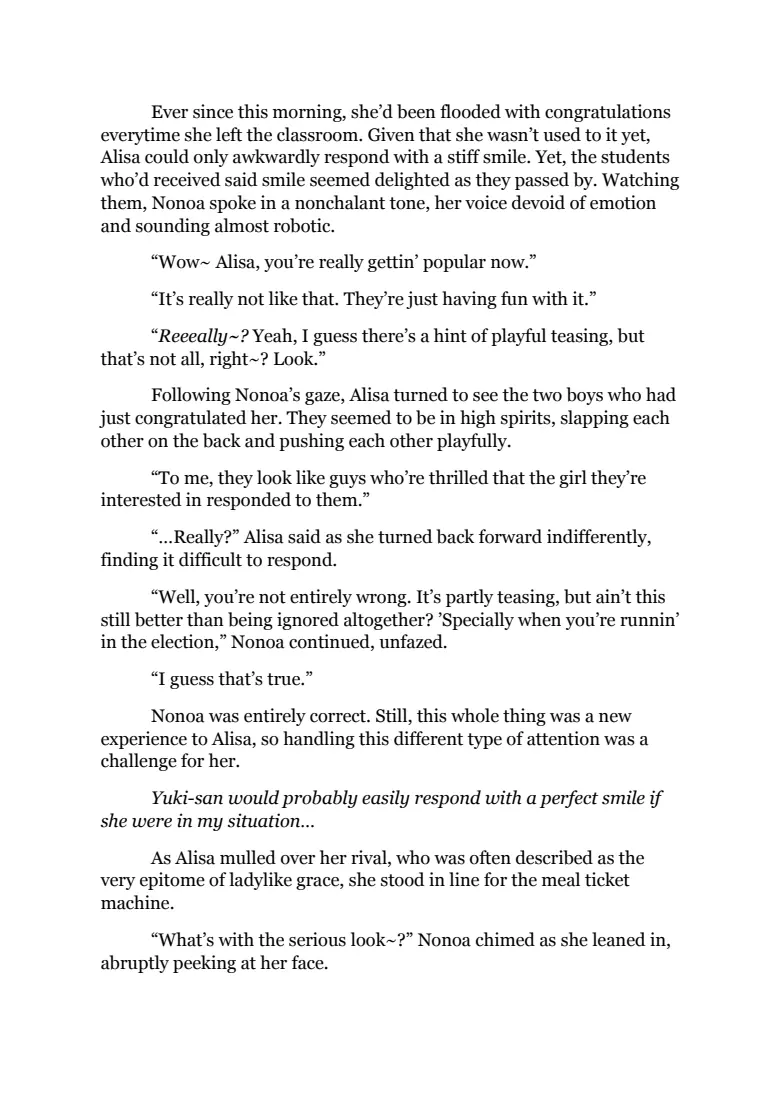 Ever since this morning, she’d been flooded with congratulations
everytime she left the classroom. Given that she wasn’t used to it yet,
Alisa could only awkwardly respond with a stiff smile. Yet, the students
who’d received said smile seemed delighted as they passed by. Watching
them, Nonoa spoke in a nonchalant tone, her voice devoid of emotion
and sounding almost robotic.
“Wow~ Alisa, you’re really gettin’ popular now.”
“It’s really not like that. They’re just having fun with it.”
“Reeeally~? Yeah, I guess there’s a hint of playful teasing, but
that’s not all, right~? Look.”
Following Nonoa’s gaze, Alisa turned to see the two boys who had
just congratulated her. They seemed to be in high spirits, slapping each
other on the back and pushing each other playfully.
“To me, they look like guys who’re thrilled that the girl they’re
interested in responded to them.”
“…Really?” Alisa said as she turned back forward indifferently,
finding it difficult to respond.
“Well, you’re not entirely wrong. It’s partly teasing, but ain’t this
still better than being ignored altogether? ’Specially when you’re runnin’
in the election,” Nonoa continued, unfazed.
“I guess that’s true.”
Nonoa was entirely correct. Still, this whole thing was a new
experience to Alisa, so handling this different type of attention was a
challenge for her.
Yuki-san would probably easily respond with a perfect smile if
she were in my situation…
As Alisa mulled over her rival, who was often described as the
very epitome of ladylike grace, she stood in line for the meal ticket
machine.
“What’s with the serious look~?” Nonoa chimed as she leaned in,
abruptly peeking at her face.